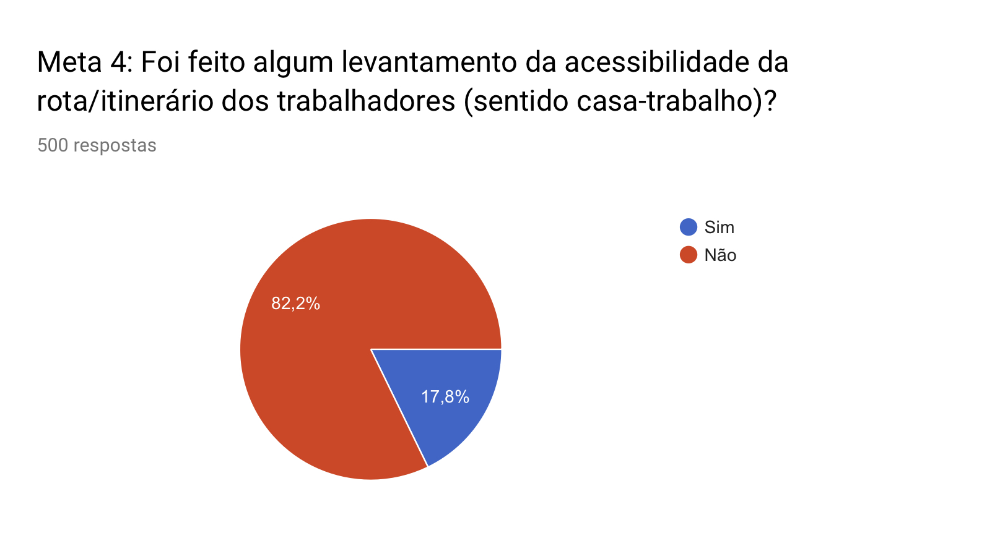 Meta 4: Foi feito algum levantamento da acessibilidade da
rota/itinerário dos trabalhadores (sentido casa-trabalho)?
500 respostas
Sim
Não
82,2%
17,8%